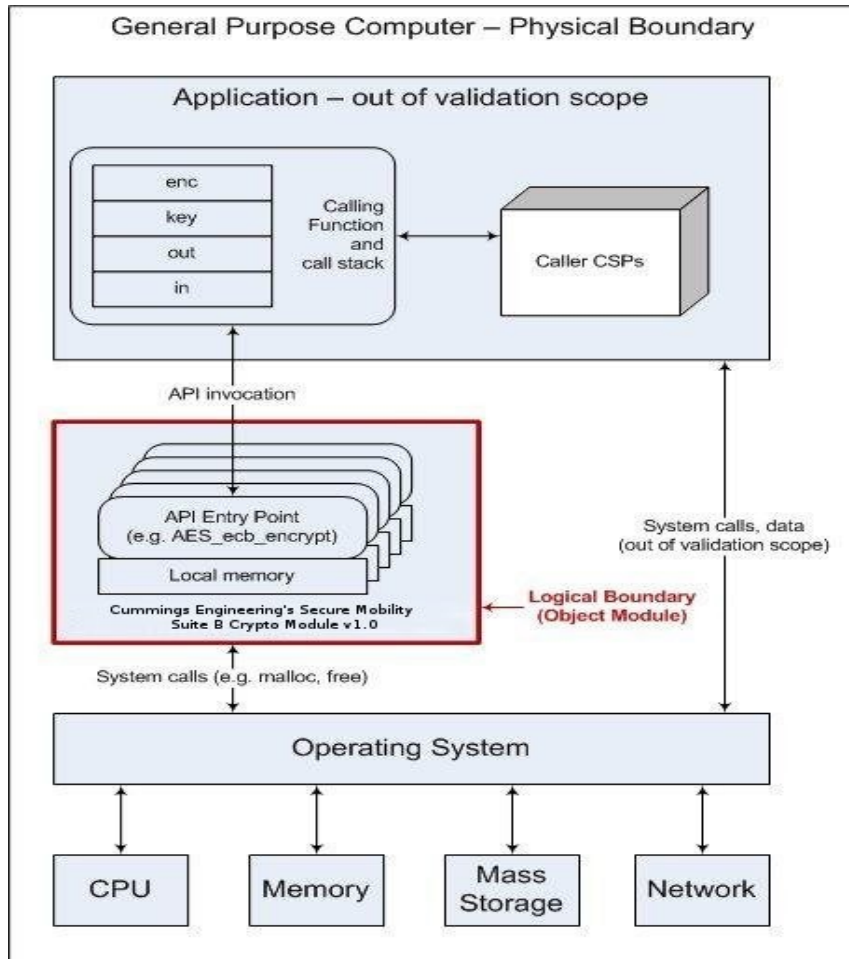 General Purpose Computer – Physical Boundary
Application – out of validation scope
enc
key
out
in
Calling
Function
and
call stack
Caller CSPs
API invocation
API Entry Point
(e.g. AES_ecb_encrypt)
Local memory
Cummings Engineering's Secure Mobility
Suite B Crypto Module v1.0
Logical Boundary
(Object Module)
System calls, data
(out of validation scope)
System calls (e.g. malloc, free)
Operating System
CPU
Memory
Mass
Storage
Network